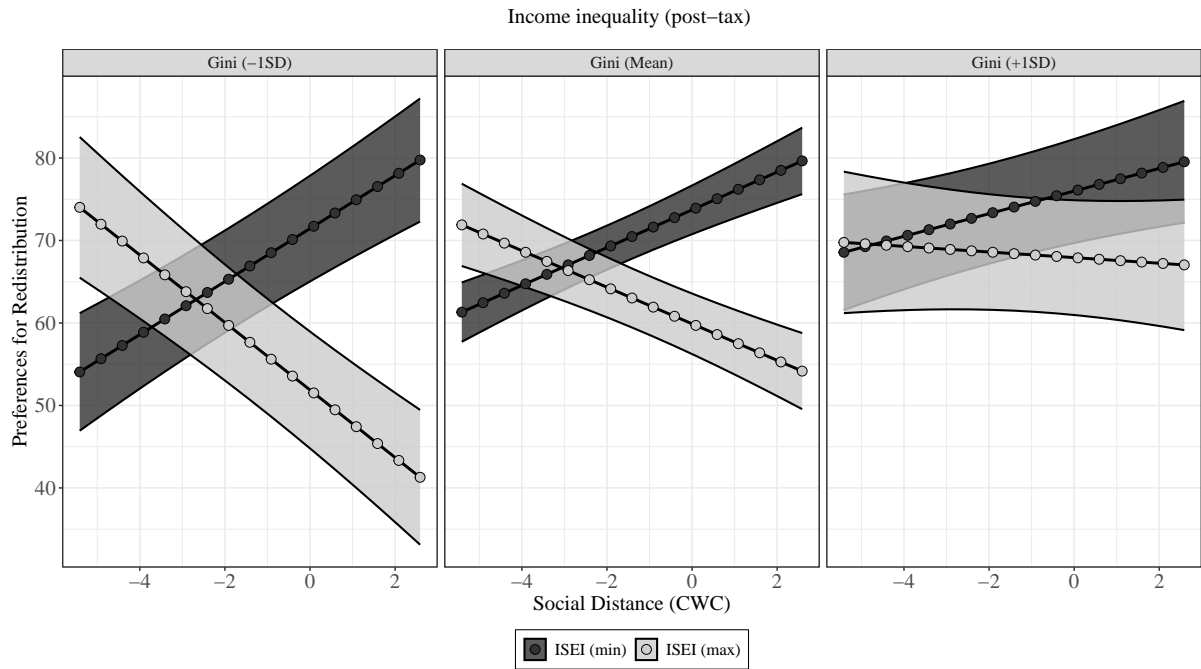 Income inequality (post−tax)
Gini (−1SD)
Gini (Mean)
Gini (+1SD)
Preferences for Redistribution
80
70
60
50
40
−4 −2 0 2
−4 −2 0 2
−4 −2 0 2
Social Distance (CWC)
ISEI (min) ISEI (max)